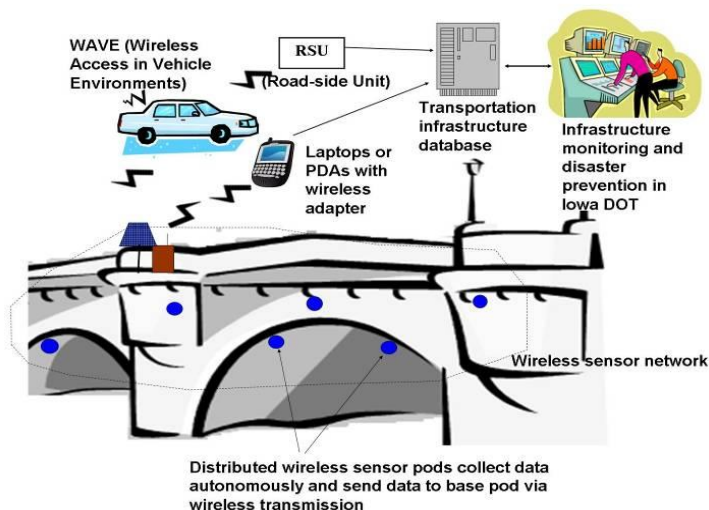 WAVE (Wireless
Access in Vehicle
Environments)
RSU
(Road-side Unit)
Transportation
infrastructure
database
Infrastructure
monitoring and
disaster
prevention in
Iowa DOT
Laptops or
PDAs with
wireless
adapter
Wireless sensor network
Distributed wireless sensor pods collect data
autonomously and send data to base pod via
wireless transmission